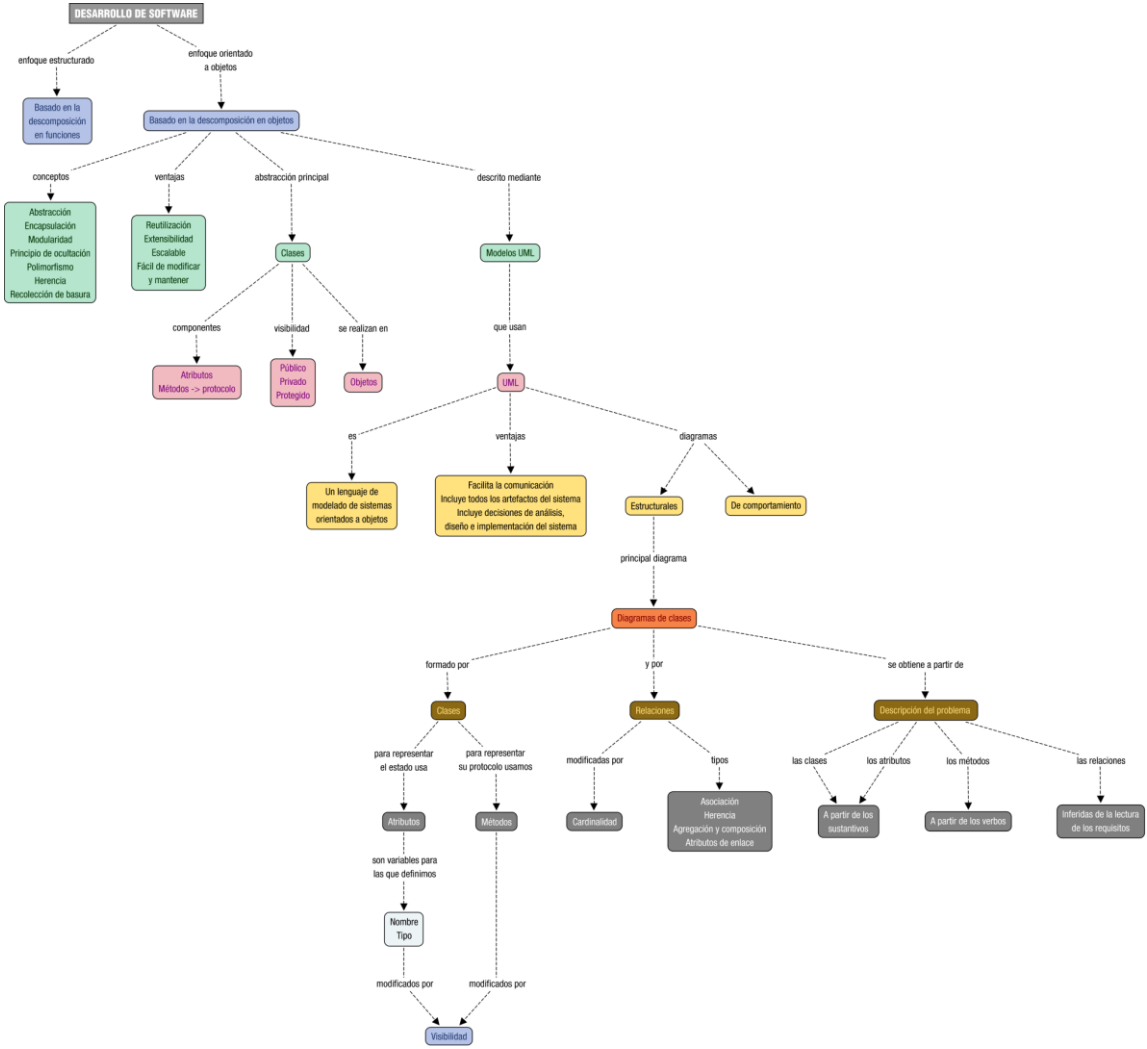 DESARROLLO DE SOFTWARE
enfoque estructurado
enfoque orientado
a objetos
Basado en la
descomposición
en funciones
Basado en la descomposición en objetos
conceptos
ventajas
abstracción principal
descrito mediante
Abstracción
Encapsulación
Modularidad
Principio de ocultación
Polimorfismo
Herencia
Recolección de basura
Reutilización
Extensibilidad
Escalable
Fácil de modificar
y mantener
Clases
Modelos UML
componentes
visibilidad
se realizan en
que usan
Atributos
Métodos -> protocolo
Público
Privado
Protegido
Objetos
UML
es
ventajas
diagramas
Un lenguaje de
modelado de sistemas
orientados a objetos
Facilita la comunicación
Incluye todos los artefactos del sistema
Incluye decisiones de análisis,
diseño e implementación del sistema
Estructurales
De comportamiento
principal diagrama
Diagramas de clases
formado por
y por
se obtiene a partir de
Clases
Relaciones
Descripción del problema
para representar
el estado usa
para representar
su protocolo usamos
modificadas por
tipos
las clases
los atributos
los métodos
las relaciones
Atributos
Métodos
Cardinalidad
Asociación
Herencia
Agregación y composición
Atributos de enlace
A partir de los
sustantivos
A partir de los verbos
Inferidas de la lectura
de los requisitos
son variables para
las que definimos
Nombre
Tipo
modificados por
modificados por
Visibilidad